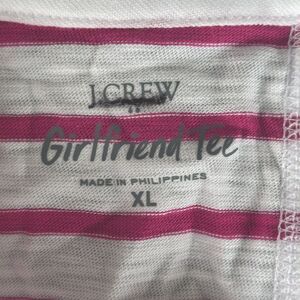 J.CREW
Girlfriend Tee
MADE IN PHILIPPINES
XL